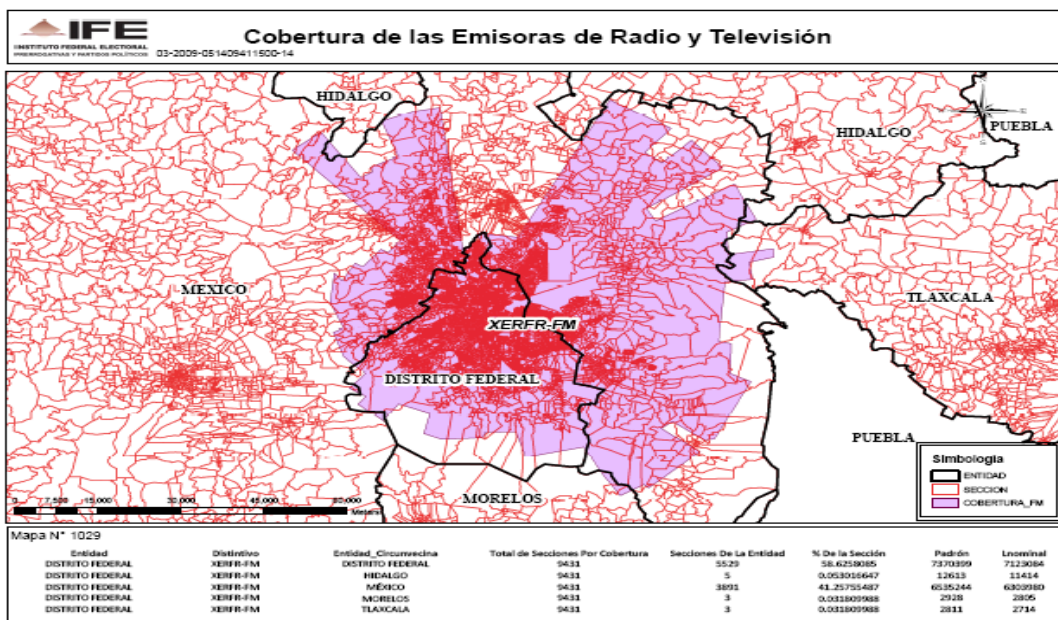 IFE
INSTITUTO FEDERAL ELECTORAL
PRERROGATIVAS Y PARTIDOS POLÍTICOS
03-2009-051409411500-14
Cobertura de las Emisoras de Radio y Televisión
HIDALGO
HIDALGO
PUEBLA
MEXICO
TLAXCALA
XERFR-FM
DISTRITO FEDERAL
PUEBLA
MORELOS
Simbología
ENTIDAD
SECCION
COBERTURA_FM
0 7,500 15,000 30,000 45,000 60,000
Meters
Mapa N° 1029
Entidad Distintivo Entidad_Circunvecina Total de Secciones Por Cobertura Secciones De La Entidad % De la Sección Padrón Lnominal
DISTRITO FEDERAL XERFR-FM DISTRITO FEDERAL 9431 5529 58.6258085 7370399 7123084
DISTRITO FEDERAL XERFR-FM HIDALGO 9431 5 0.053016647 12613 11414
DISTRITO FEDERAL XERFR-FM MÉXICO 9431 3891 41.25755487 6535244 6303980
DISTRITO FEDERAL XERFR-FM MORELOS 9431 3 0.031809988 2928 2805
DISTRITO FEDERAL XERFR-FM TLAXCALA 9431 3 0.031809988 2811 2714